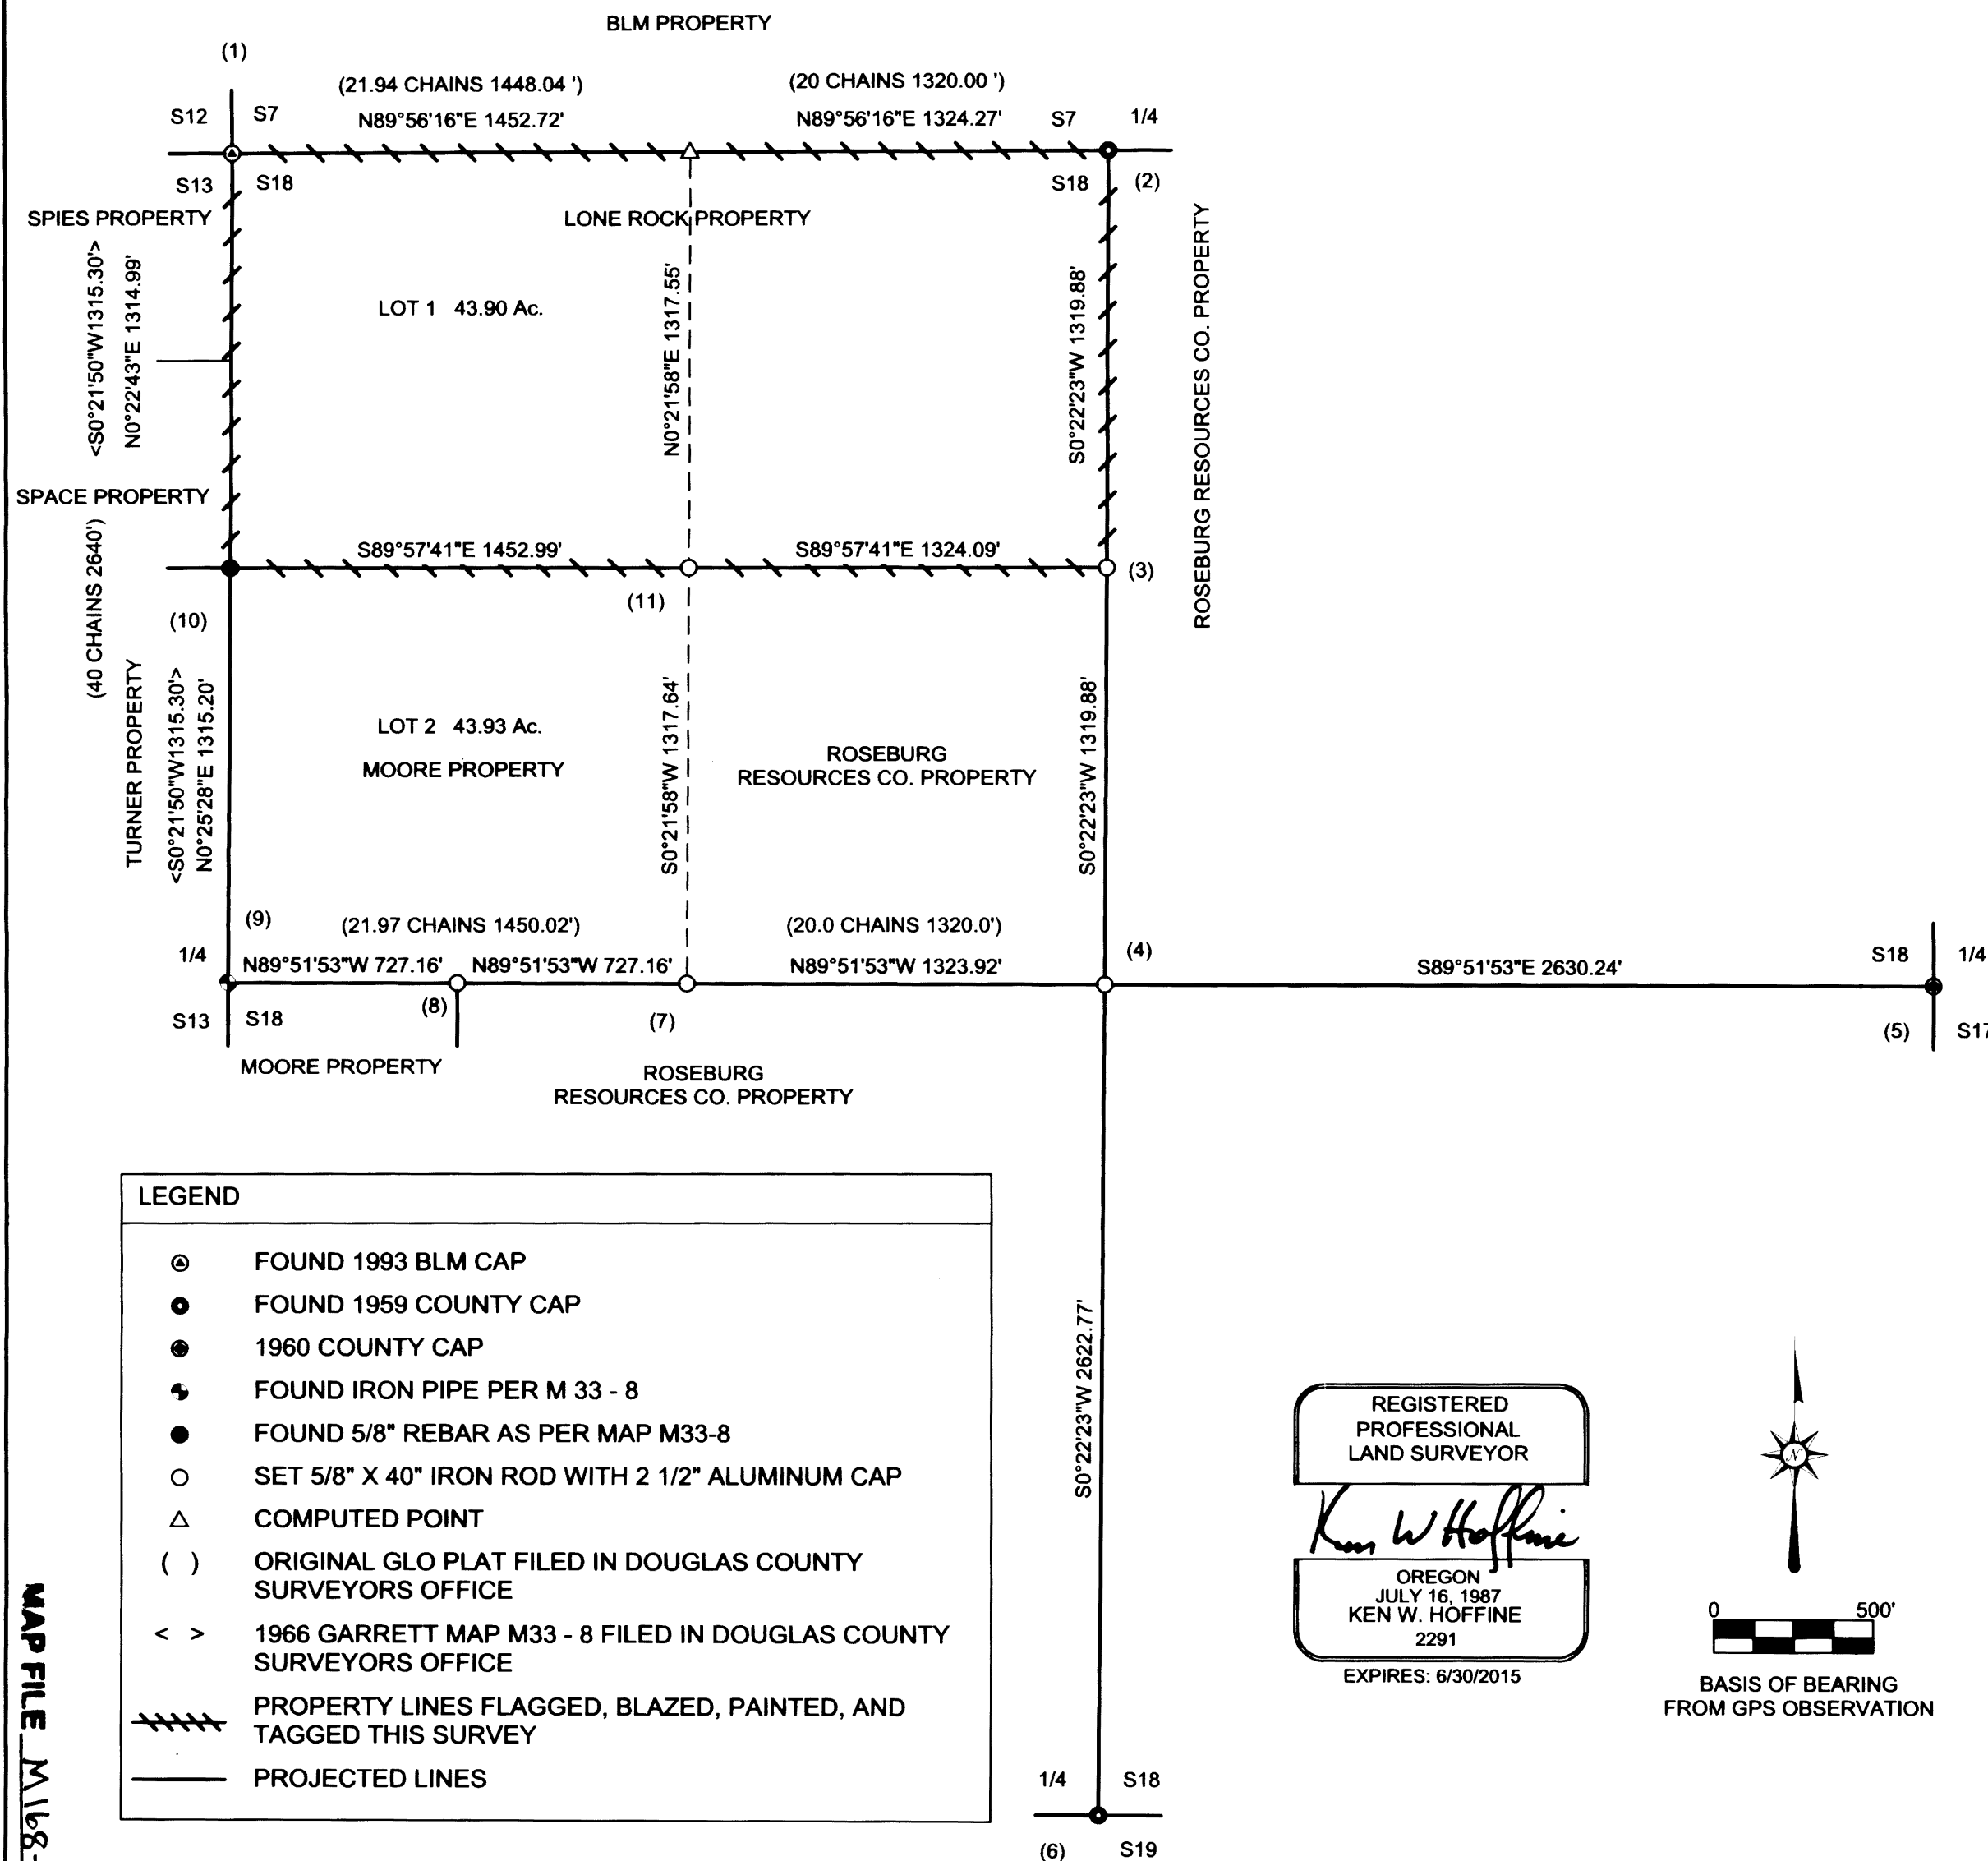 BLM PROPERTY
(1)
(21.94 CHAINS 1448.04 ')
(20 CHAINS 1320.00 ')
S12
S7
N89°56'16"E 1452.72'
N89°56'16"E 1324.27'
S7
1/4
S13
S18
S18
(2)
SPIES PROPERTY
LONE ROCK PROPERTY
<S0°21'50"W1315.30'>
N0°22'43"E 1314.99'
LOT 1 43.90 Ac.
N0°21'58"E 1317.55'
S0°22'23"W 1319.88'
ROSEBURG RESOURCES CO. PROPERTY
SPACE PROPERTY
S89°57'41"E 1452.99'
S89°57'41"E 1324.09'
(3)
(11)
(10)
(40 CHAINS 2640')
TURNER PROPERTY
<S0°21'50"W1315.30'>
N0°25'28"E 1315.20'
LOT 2 43.93 Ac.
MOORE PROPERTY
S0°21'58"W 1317.64'
ROSEBURG
RESOURCES CO. PROPERTY
S0°22'23"W 1319.88'
(9)
(21.97 CHAINS 1450.02')
(20.0 CHAINS 1320.0')
(4)
1/4
N89°51'53"W 727.16'
N89°51'53"W 727.16'
N89°51'53"W 1323.92'
S89°51'53"E 2630.24'
S18
1/4
S13
S18
(8)
(7)
(5)
S17
MOORE PROPERTY
ROSEBURG
RESOURCES CO. PROPERTY
LEGEND
FOUND 1993 BLM CAP
FOUND 1959 COUNTY CAP
1960 COUNTY CAP
FOUND IRON PIPE PER M 33 - 8
FOUND 5/8" REBAR AS PER MAP M33-8
SET 5/8" X 40" IRON ROD WITH 2 1/2" ALUMINUM CAP
COMPUTED POINT
( ) ORIGINAL GLO PLAT FILED IN DOUGLAS COUNTY
SURVEYORS OFFICE
< > 1966 GARRETT MAP M33 - 8 FILED IN DOUGLAS COUNTY
SURVEYORS OFFICE
PROPERTY LINES FLAGGED, BLAZED, PAINTED, AND
TAGGED THIS SURVEY
PROJECTED LINES
S0°22'23"W 2622.77'
1/4
S18
(6)
S19
REGISTERED
PROFESSIONAL
LAND SURVEYOR
Ken W Hoffine
OREGON
JULY 16, 1987
KEN W. HOFFINE
2291
EXPIRES: 6/30/2015
N
0 500'
BASIS OF BEARING
FROM GPS OBSERVATION
MAP FILE M168-